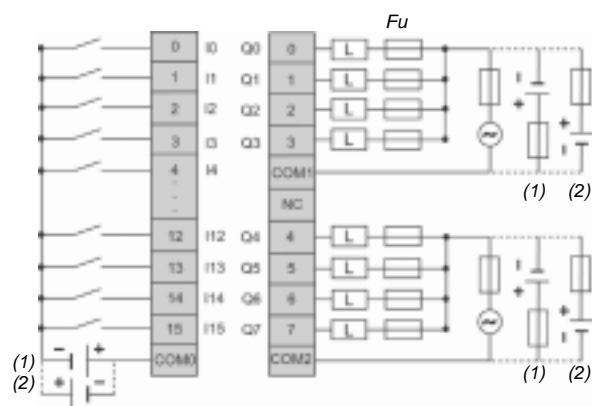 Fu
0 I0 Q0 0 L
1 I1 Q1 1 L
2 I2 Q2 2 L
3 I3 Q3 3 L
4 I4 COM1
(1) (2)
NC
12 I12 Q4 4 L
13 I13 Q5 5 L
14 I14 Q6 6 L
15 I15 Q7 7 L
(1) - + COM0 COM2
(2) + -
(1) (2)